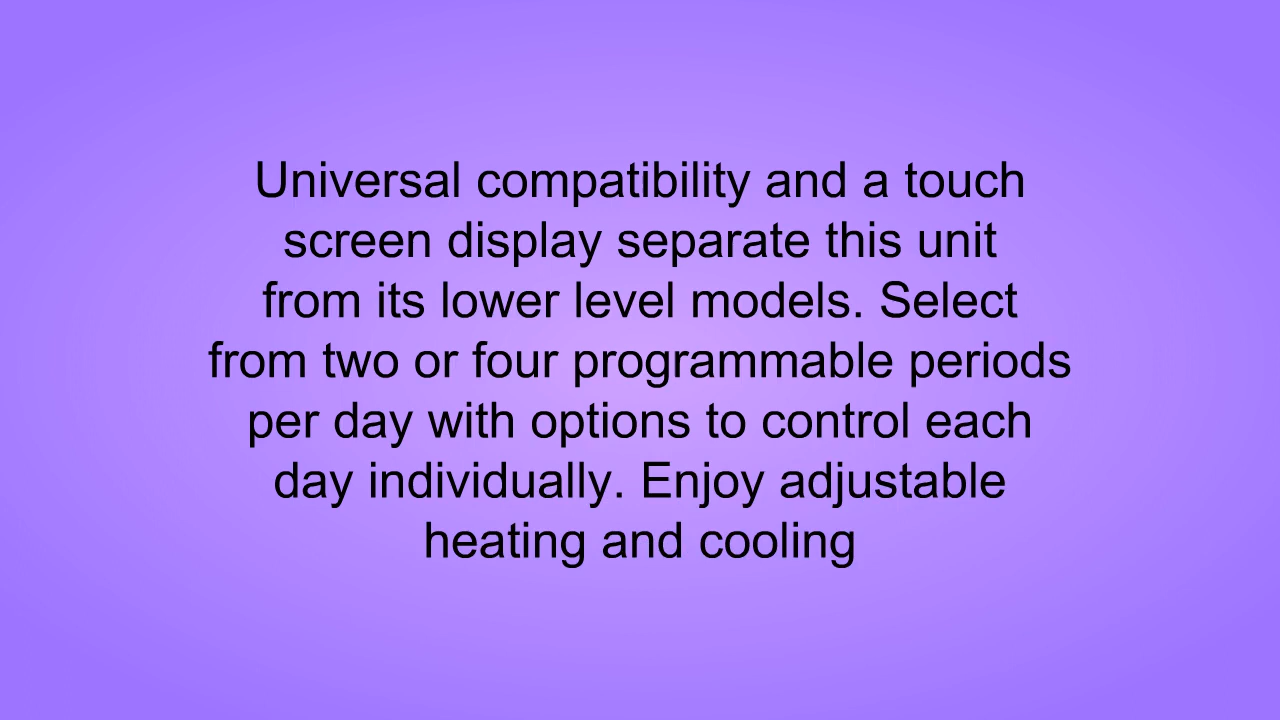 Universal compatibility and a touch
screen display separate this unit
from its lower level models. Select
from two or four programmable periods
per day with options to control each
day individually. Enjoy adjustable
heating and cooling